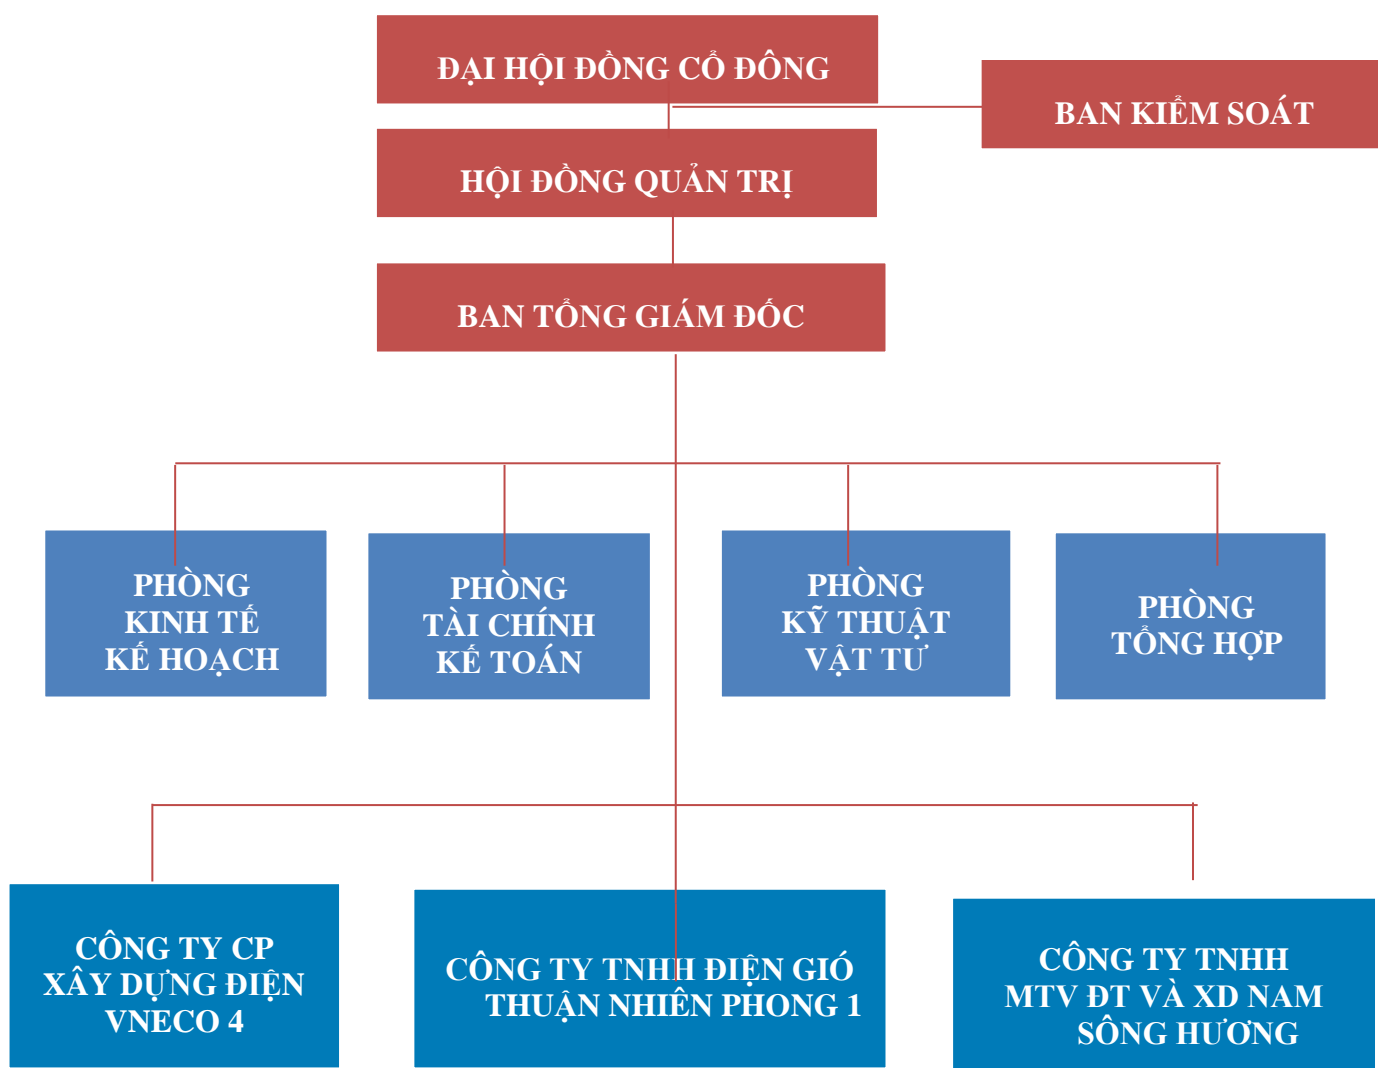 ĐẠI HỘI ĐỒNG CỔ ĐÔNG
BAN KIỂM SOÁT
HỘI ĐỒNG QUẢN TRỊ
BAN TỔNG GIÁM ĐỐC
PHÒNG
KINH TẾ
KẾ HOẠCH
PHÒNG
TÀI CHÍNH
KẾ TOÁN
PHÒNG
KỸ THUẬT
VẬT TƯ
PHÒNG
TỔNG HỢP
CÔNG TY CP
XÂY DỰNG ĐIỆN
VNECO 4
CÔNG TY TNHH ĐIỆN GIÓ
THUẬN NHIÊN PHONG 1
CÔNG TY TNHH
MTV ĐT VÀ XD NAM
SÔNG HƯƠNG